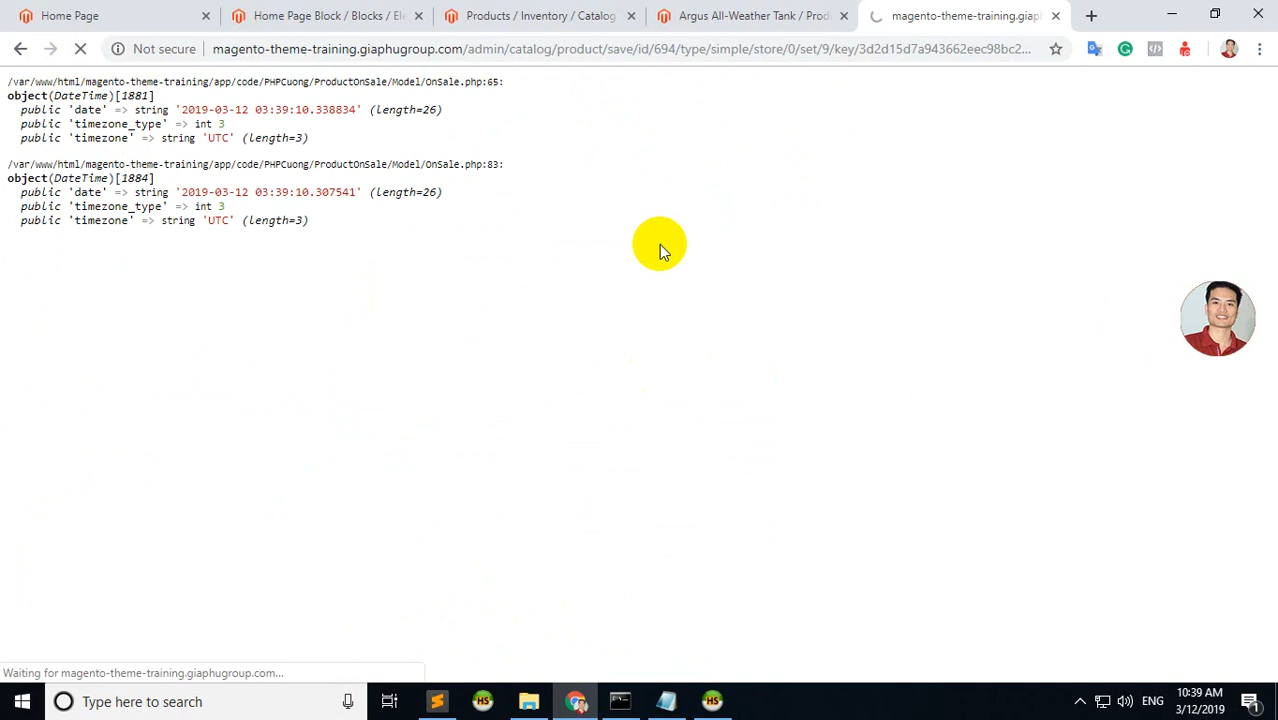 Home Page
Home Page Block / Blocks / Ele
Products / Inventory / Catalog
Argus All-Weather Tank / Prod
magento-theme-training.giaph
Not secure
magento-theme-training.giaphugroup.com/admin/catalog/product/save/id/694/type/simple/store/0/set/9/key/3d2d15d7a943662eec98bc2...
/var/www/html/magento-theme-training/app/code/PHPCuong/ProductOnSale/Model/OnSale.php:65:
object(DateTime)[1881]
public 'date' => string '2019-03-12 03:39:10.338834' (length=26)
public 'timezone_type' => int 3
public 'timezone' => string 'UTC' (length=3)
/var/www/html/magento-theme-training/app/code/PHPCuong/ProductOnSale/Model/OnSale.php:83:
object(DateTime)[1884]
public 'date' => string '2019-03-12 03:39:10.307541' (length=26)
public 'timezone_type' => int 3
public 'timezone' => string 'UTC' (length=3)
Waiting for magento-theme-training.giaphugroup.com...
Type here to search
HS
HS
ENG
10:39 AM
3/12/2019
1